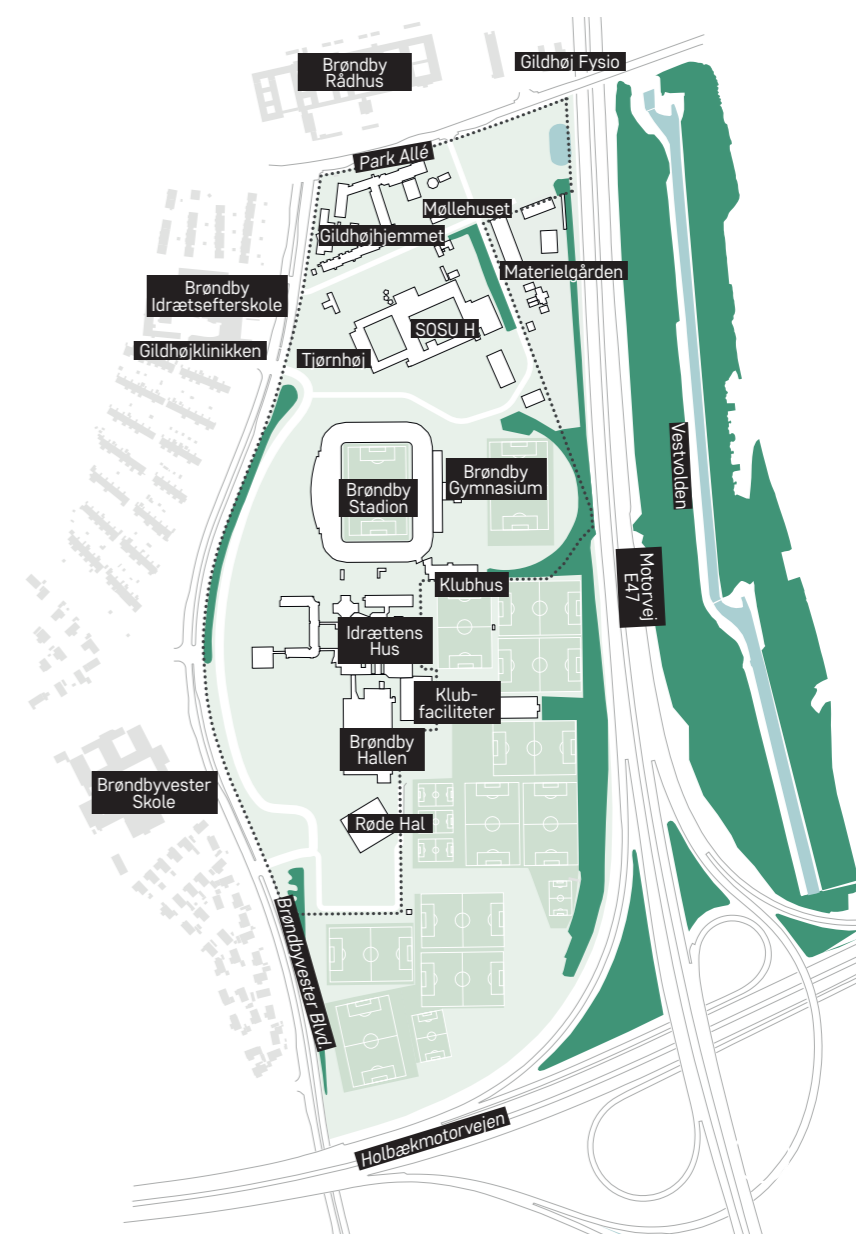 Brøndby
Rådhus
Gildhøj Fysio
Park Allé
Møllehuset
Gildhøjhjemmet
Materielgården
Brøndby
Idrætsefterskole
SOSU H
Gildhøjklinikken
Tjørnhøj
Vestvolden
Brøndby
Stadion
Brøndby
Gymnasium
Motorvej
E47
Klubhus
Idrættens
Hus
Klub-
faciliteter
Brøndby
Hallen
Brøndbyvester
Skole
Røde Hal
Brøndbyvester Blvd.
Holbækmotorvejen